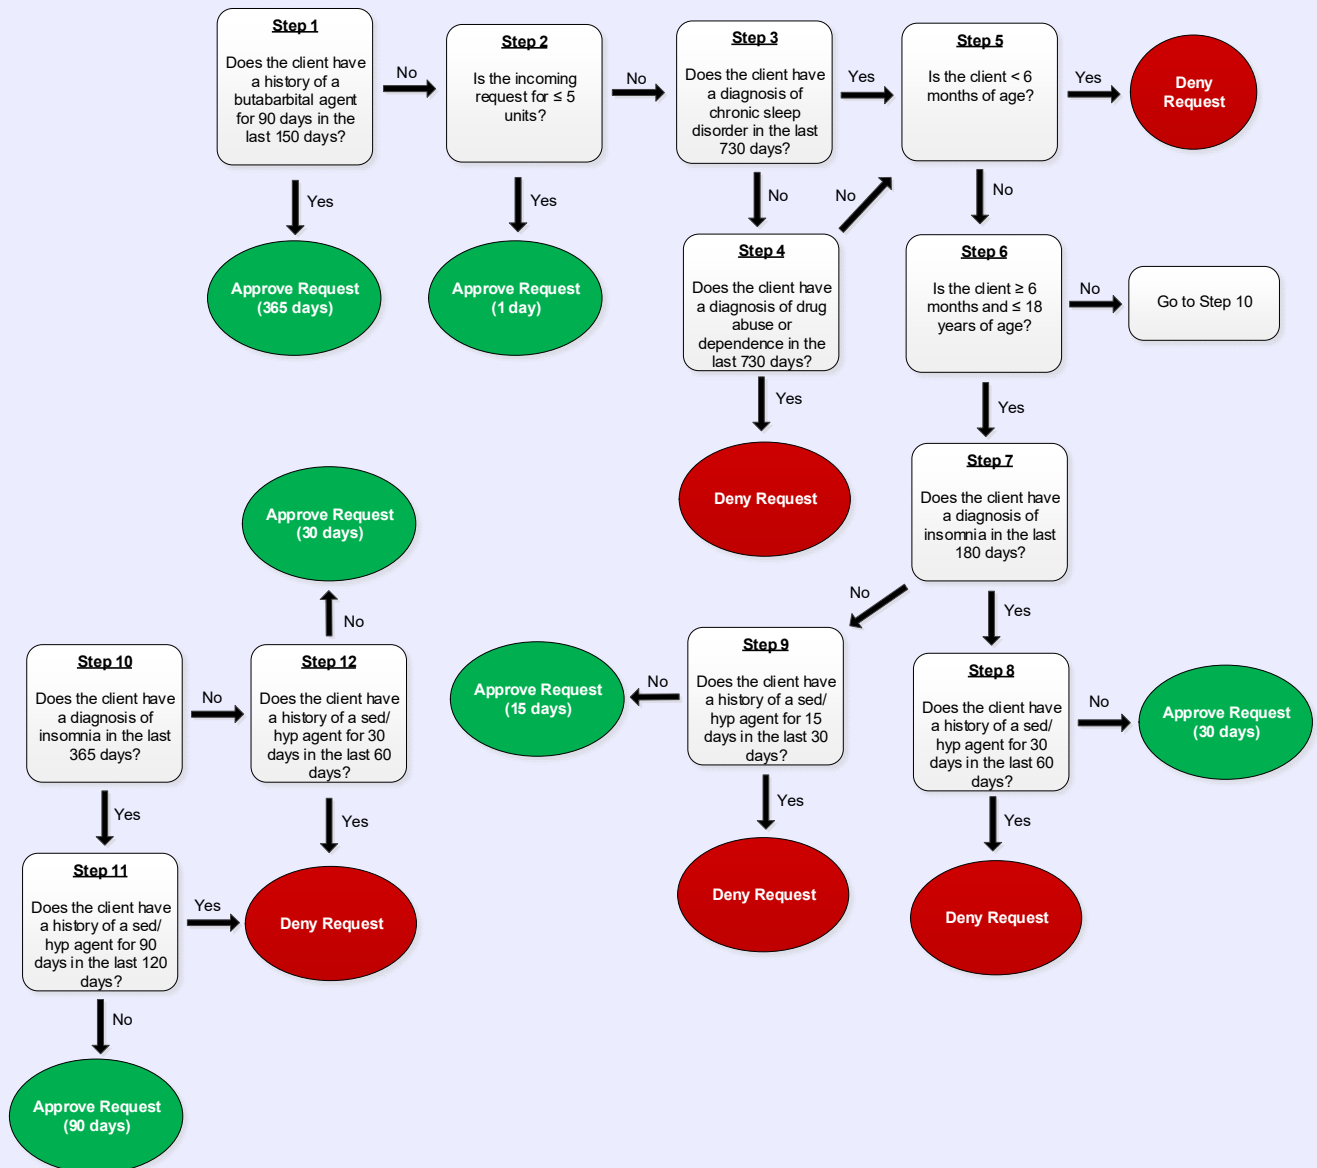 Step 1
Does the client have
a history of a
butabarbital agent
for 90 days in the
last 150 days?
No
Yes
Approve Request
(365 days)
Step 2
Is the incoming
request for ≤ 5
units?
No
Yes
Approve Request
(1 day)
Step 3
Does the client have
a diagnosis of
chronic sleep
disorder in the last
730 days?
Yes
No
Step 4
Does the client have
a diagnosis of drug
abuse or
dependence in the
last 730 days?
No
Yes
Deny Request
Step 5
Is the client < 6
months of age?
Yes
Deny
Request
No
Step 6
Is the client ≥ 6
months and ≤ 18
years of age?
No
Go to Step 10
Yes
Step 7
Does the client have
a diagnosis of
insomnia in the last
180 days?
No
Yes
Step 8
Does the client have
a history of a sed/
hyp agent for 30
days in the last 60
days?
No
Approve Request
(30 days)
Yes
Deny Request
Step 9
Does the client have
a history of a sed/
hyp agent for 15
days in the last 30
days?
No
Approve Request
(15 days)
Yes
Deny Request
Step 10
Does the client have
a diagnosis of
insomnia in the last
365 days?
No
Yes
Step 11
Does the client have
a history of a sed/
hyp agent for 90
days in the last 120
days?
Yes
No
Approve Request
(90 days)
Step 12
Does the client have
a history of a sed/
hyp agent for 30
days in the last 60
days?
No
Approve Request
(30 days)
Yes
Deny Request